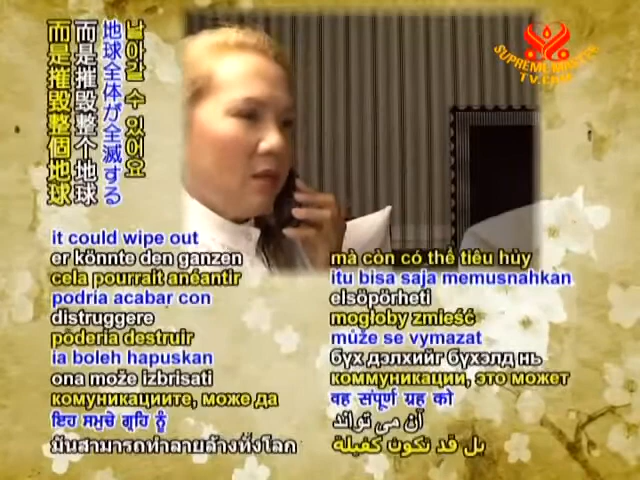 而是摧毀整個地球
而是摧毁整个地球
地球全体が全滅する
날아갈 수 있어요
SUPREME MASTER
TV.com
it could wipe out
er könnte den ganzen
cela pourrait anéantir
podría acabar con
distruggere
poderia destruir
ia boleh hapuskan
ona može izbrisati
комуникациите, може да
ਇਹ ਸਮੁਚੇ ਗ੍ਰਹਿ ਨੂੰ
มันสามารถทำลายล้างทั้งโลก
mà còn có thể tiêu hủy
itu bisa saja memusnahkan
elsöpörheti
mogłoby zmieść
může se vymazat
бүх дэлхийг бүхэлд нь
коммуникации, это может
वह संपूर्ण ग्रह को
آن می تواند
بل قد تكون كفيلة